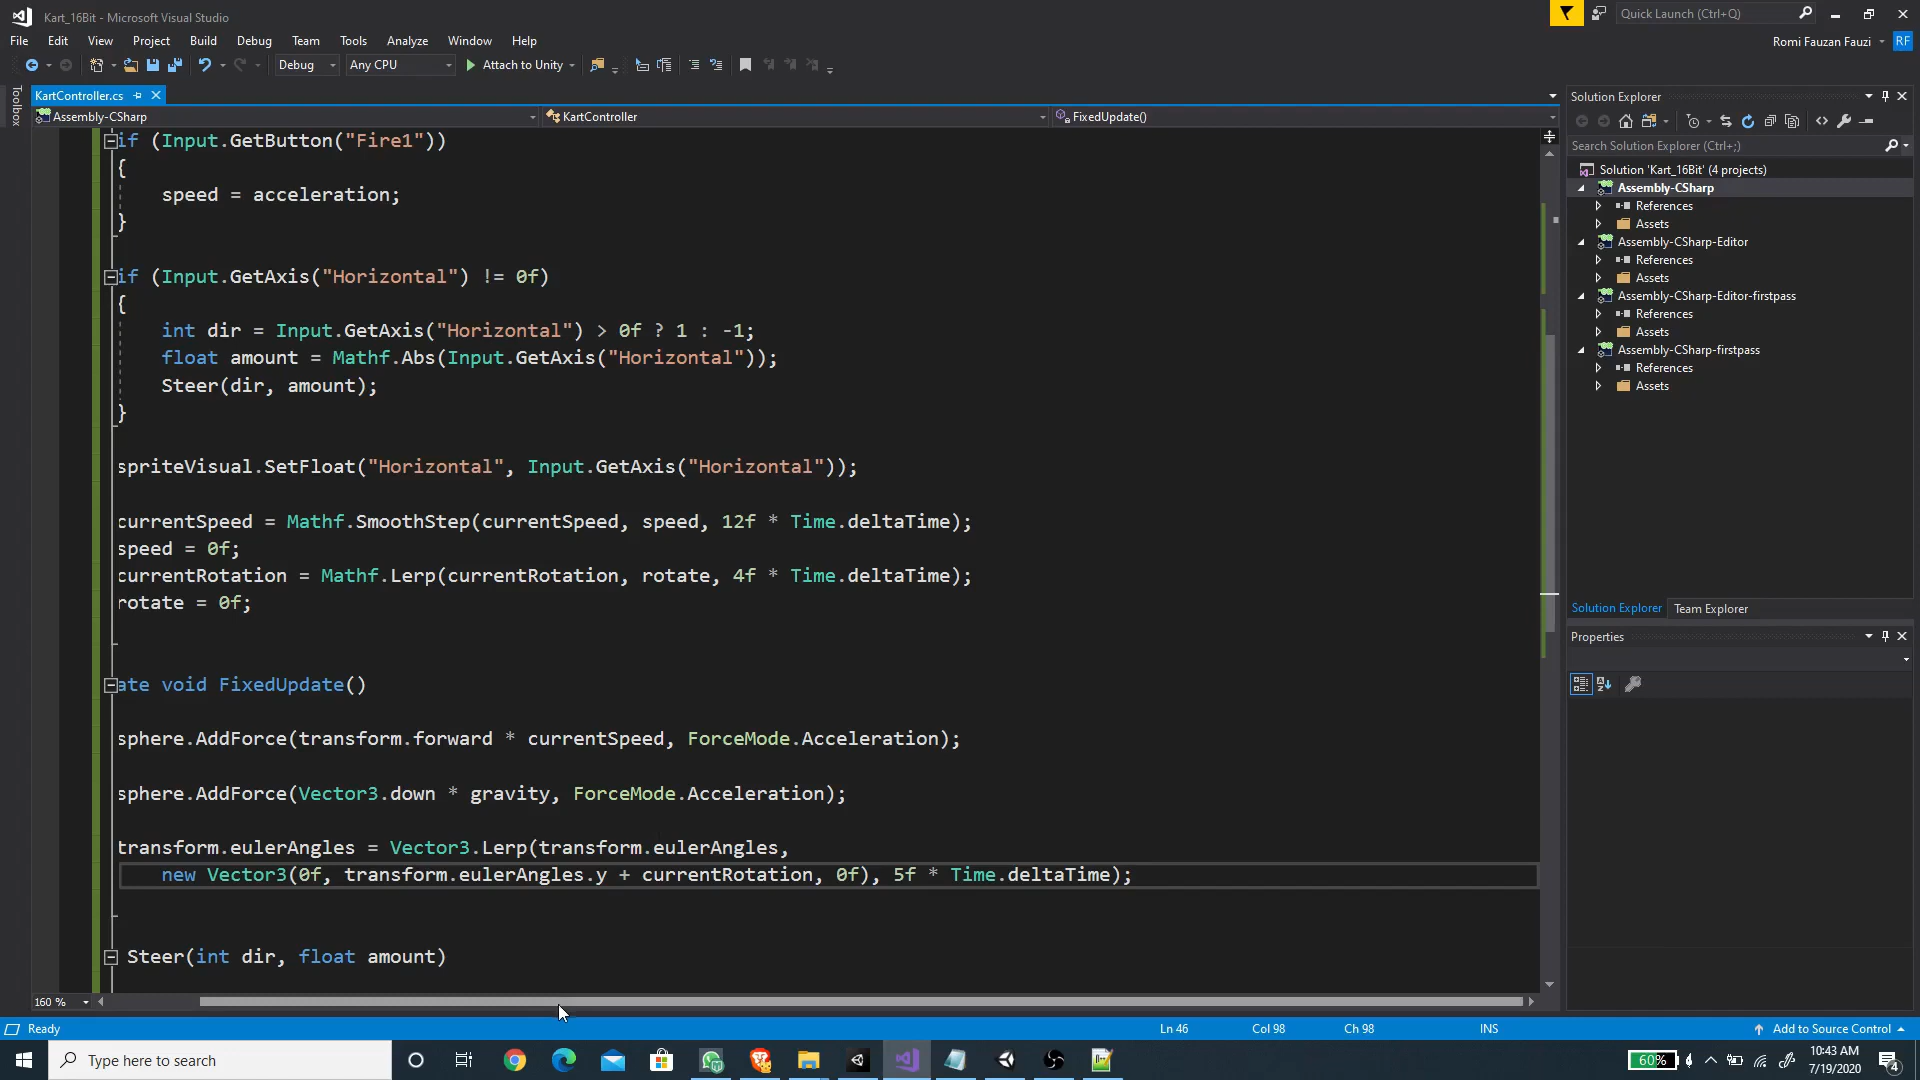 Kart_16Bit - Microsoft Visual Studio
Quick Launch (Ctrl+Q)
File Edit View Project Build Debug Team Tools Analyze Window Help
Romi Fauzan Fauzi RF
Debug Any CPU Attach to Unity
Toolbox
KartController.cs
Assembly-CSharp KartController FixedUpdate()
if (Input.GetButton("Fire1"))
{
speed = acceleration;
}
if (Input.GetAxis("Horizontal") != 0f)
{
int dir = Input.GetAxis("Horizontal") > 0f ? 1 : -1;
float amount = Mathf.Abs(Input.GetAxis("Horizontal"));
Steer(dir, amount);
}
spriteVisual.SetFloat("Horizontal", Input.GetAxis("Horizontal"));
currentSpeed = Mathf.SmoothStep(currentSpeed, speed, 12f * Time.deltaTime);
speed = 0f;
currentRotation = Mathf.Lerp(currentRotation, rotate, 4f * Time.deltaTime);
rotate = 0f;
ate void FixedUpdate()
sphere.AddForce(transform.forward * currentSpeed, ForceMode.Acceleration);
sphere.AddForce(Vector3.down * gravity, ForceMode.Acceleration);
transform.eulerAngles = Vector3.Lerp(transform.eulerAngles,
new Vector3(0f, transform.eulerAngles.y + currentRotation, 0f), 5f * Time.deltaTime);
Steer(int dir, float amount)
160 %
Solution Explorer
Search Solution Explorer (Ctrl+;)
Solution 'Kart_16Bit' (4 projects)
Assembly-CSharp
References
Assets
Assembly-CSharp-Editor
References
Assets
Assembly-CSharp-Editor-firstpass
References
Assets
Assembly-CSharp-firstpass
References
Assets
Solution Explorer Team Explorer
Properties
Ready Ln 46 Col 98 Ch 98 INS Add to Source Control
Type here to search
60%
10:43 AM
7/19/2020
4